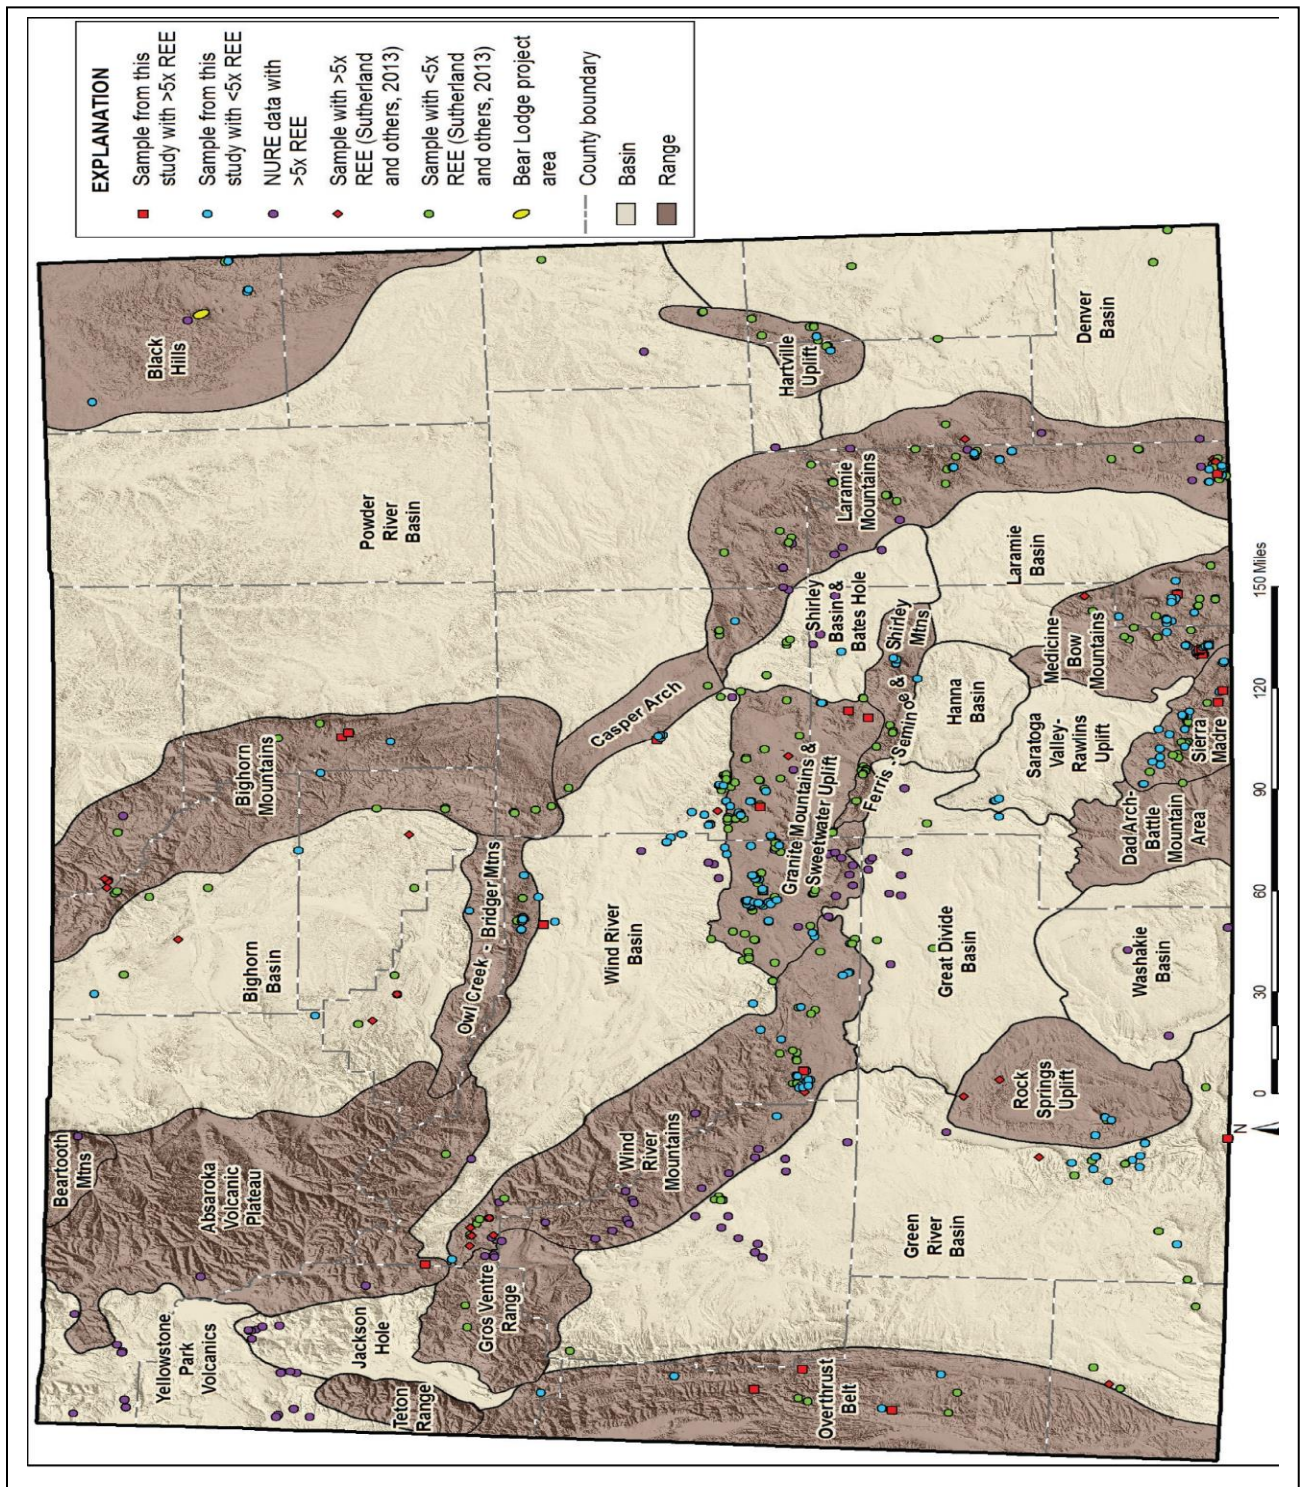 EXPLANATION
Sample from this
study with >5x REE
Sample from this
study with <5x REE
NURE data with
>5x REE
Sample with >5x
REE (Sutherland
and others, 2013)
Sample with <5x
REE (Sutherland
and others, 2013)
Bear Lodge project
area
County boundary
Basin
Range
Beartooth
Mtns
Yellowstone
Park
Volcanics
Absaroka
Volcanic
Plateau
Bighorn
Basin
Bighorn
Mountains
Powder
River
Basin
Black
Hills
Jackson
Hole
Teton
Range
Gros Ventre
Range
Owl Creek - Bridger Mtns
Wind River
Basin
Casper Arch
Wind
River
Mountains
Granite Mountains &
Sweetwater Uplift
Ferris - Seminoe &
Shirley
Mtns
Shirley
Basin &
Bates Hole
Laramie
Mountains
Hartville
Uplift
Overthrust
Belt
Green
River
Basin
Great Divide
Basin
Hanna
Basin
Rock
Springs
Uplift
Washakie
Basin
Saratoga
Valley-
Rawlins
Uplift
Dad Arch-
Battle
Mountain
Area
Sierra
Madre
Medicine
Bow
Mountains
Laramie
Basin
Denver
Basin
N
0 30 60 90 120 150 Miles